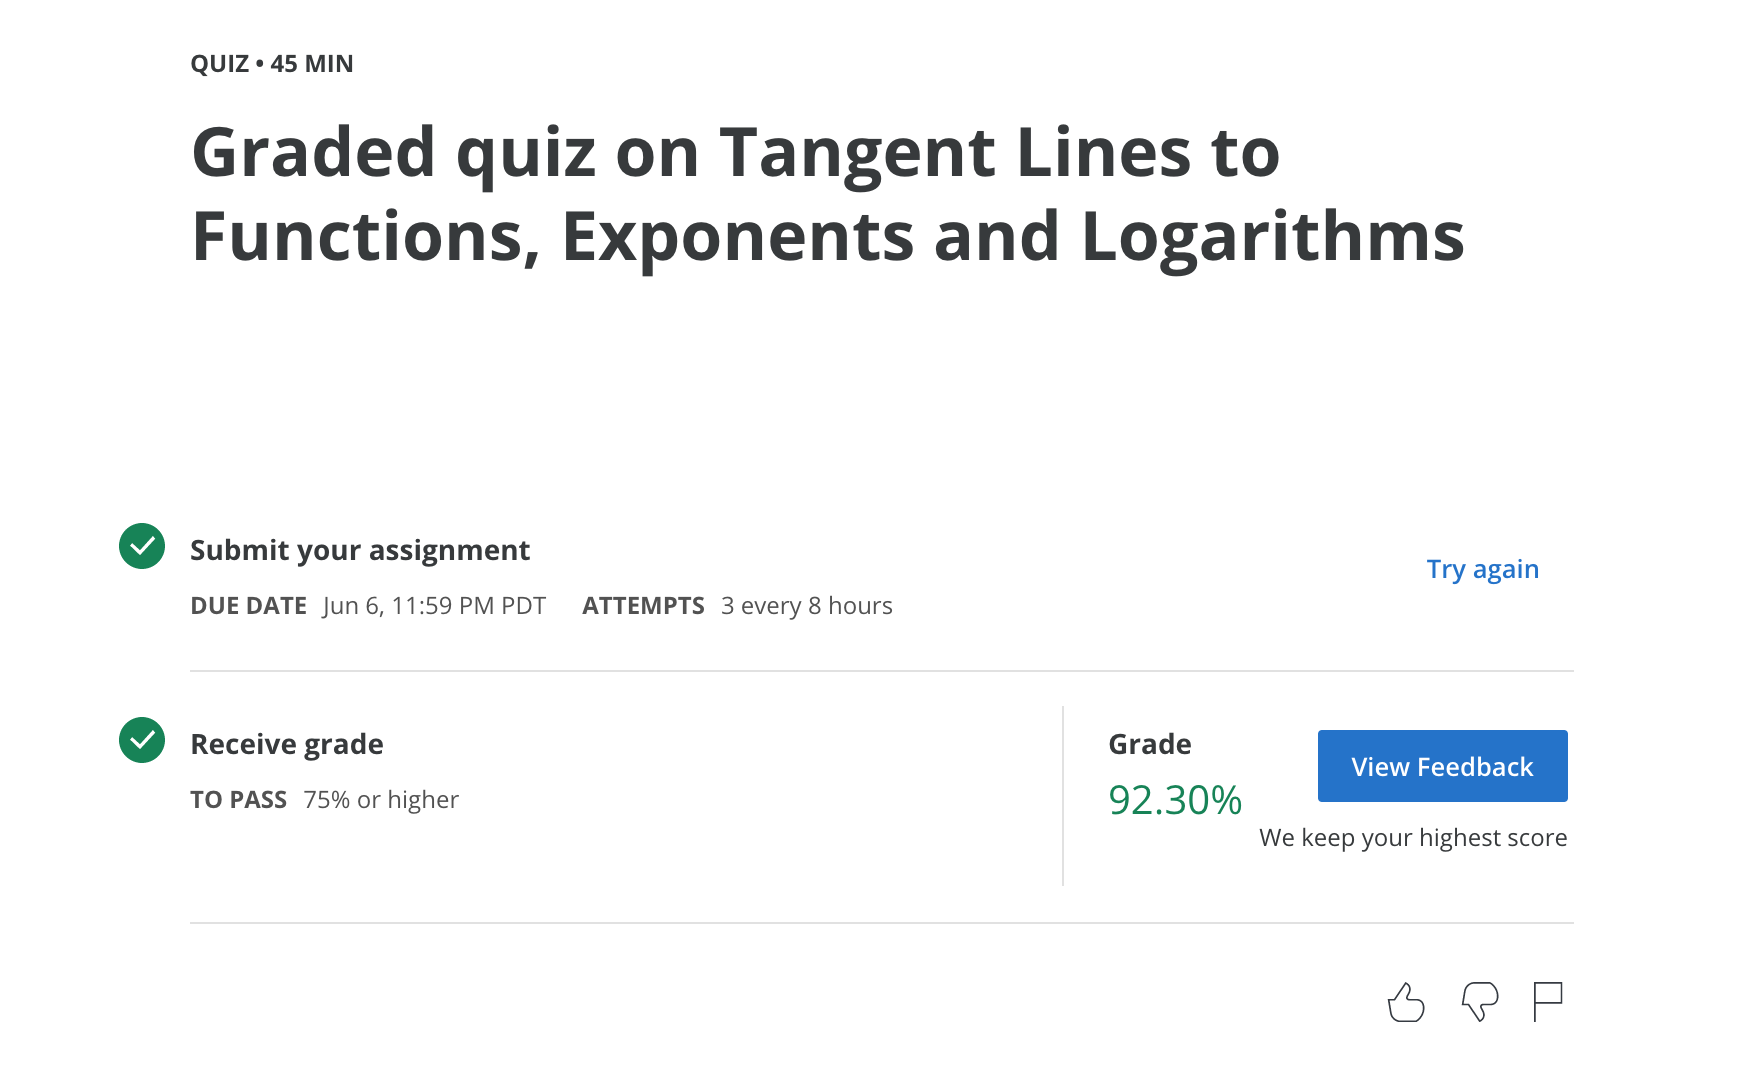 QUIZ • 45 MIN
Graded quiz on Tangent Lines to
Functions, Exponents and Logarithms
Submit your assignment
Try again
DUE DATE Jun 6, 11:59 PM PDT ATTEMPTS 3 every 8 hours
Receive grade
TO PASS 75% or higher
Grade
92.30%
View Feedback
We keep your highest score